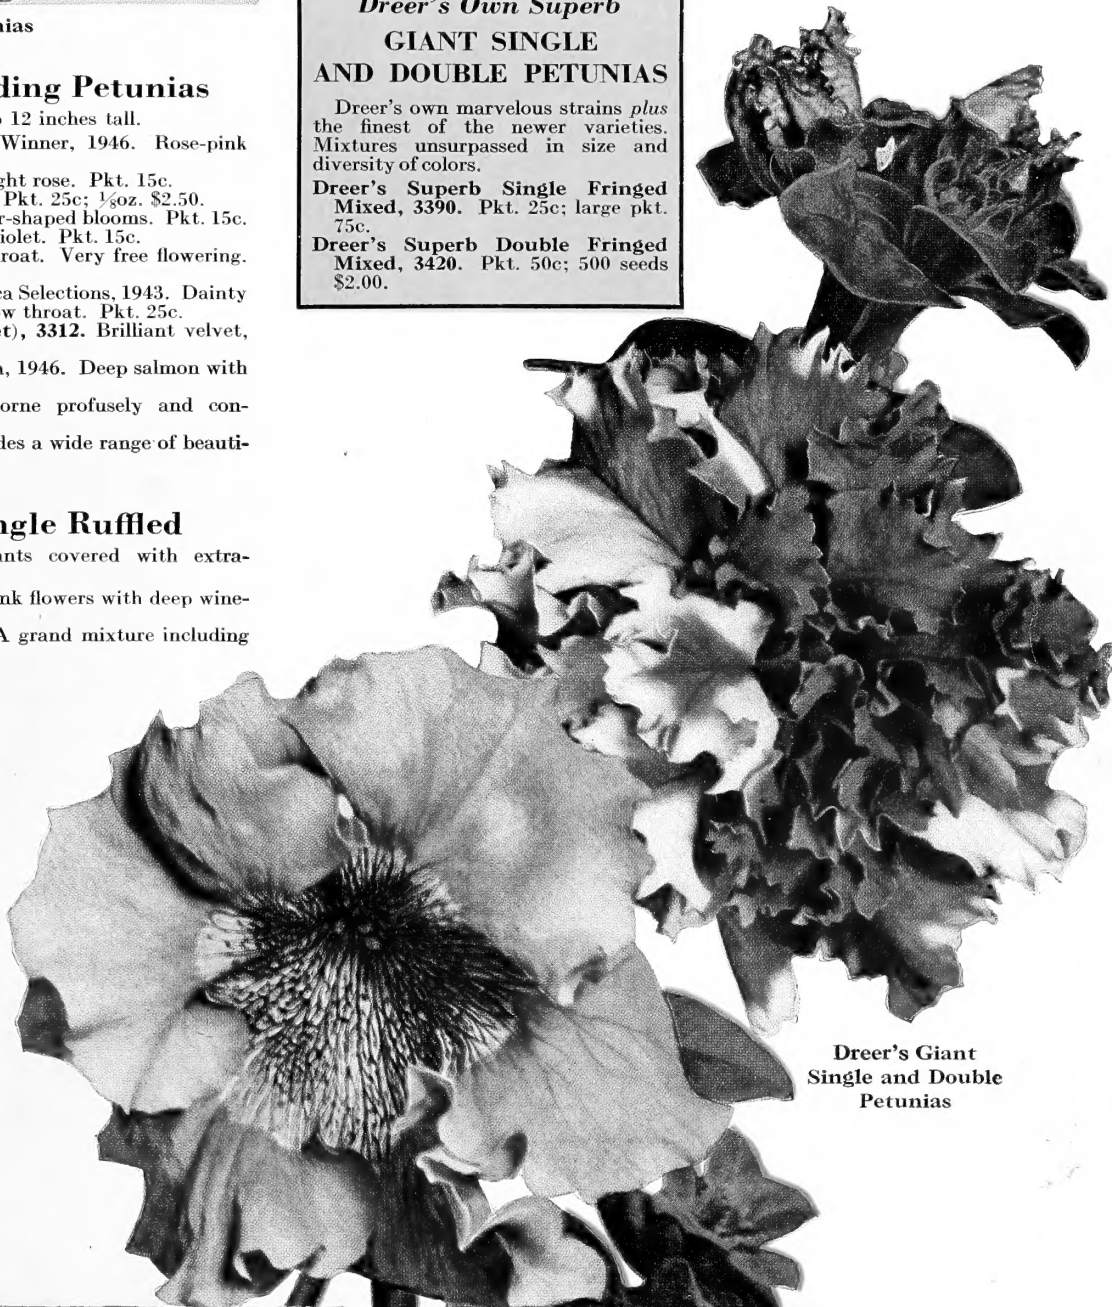 nias
ding Petunias
12 inches tall.
Winner, 1946. Rose-pink
ght rose. Pkt. 15c.
Pkt. 25c; ⅛oz. $2.50.
r-shaped blooms. Pkt. 15c.
iolet. Pkt. 15c.
roat. Very free flowering.
ca Selections, 1943. Dainty
w throat. Pkt. 25c.
et), 3312. Brilliant velvet,
, 1946. Deep salmon with
orne profusely and con-
des a wide range of beauti-
ngle Ruffled
ants covered with extra-
nk flowers with deep wine-
A grand mixture including
Dreer's Own Superb
GIANT SINGLE
AND DOUBLE PETUNIAS
Dreer's own marvelous strains plus
the finest of the newer varieties.
Mixtures unsurpassed in size and
diversity of colors.
Dreer's Superb Single Fringed
Mixed, 3390. Pkt. 25c; large pkt.
75c.
Dreer's Superb Double Fringed
Mixed, 3420. Pkt. 50c; 500 seeds
$2.00.
Dreer's Giant
Single and Double
Petunias